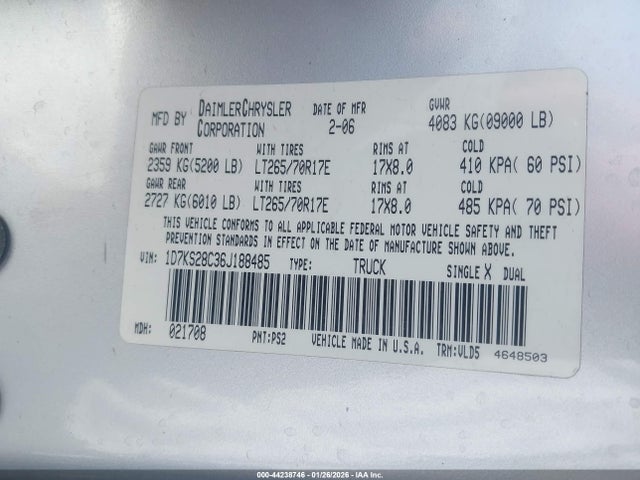 MFD BY DAIMLERCHRYSLER CORPORATION DATE OF MFR 2-06 GVWR 4083 KG(09000 LB)
GAWR FRONT WITH TIRES RIMS AT COLD
2359 KG(5200 LB) LT265/70R17E 17X8.0 410 KPA( 60 PSI)
GAWR REAR WITH TIRES RIMS AT COLD
2727 KG(6010 LB) LT265/70R17E 17X8.0 485 KPA( 70 PSI)
THIS VEHICLE CONFORMS TO ALL APPLICABLE FEDERAL MOTOR VEHICLE SAFETY AND THEFT
PREVENTION STANDARDS IN EFFECT ON THE DATE OF MANUFACTURE SHOWN ABOVE.
VIN: 1D7KS28C36J188485 TYPE: TRUCK SINGLE X DUAL
MDH: 021708 PNT:PS2 VEHICLE MADE IN U.S.A. TRM:VLD5 4648503
000-44238746 | 01/26/2026 | IAA